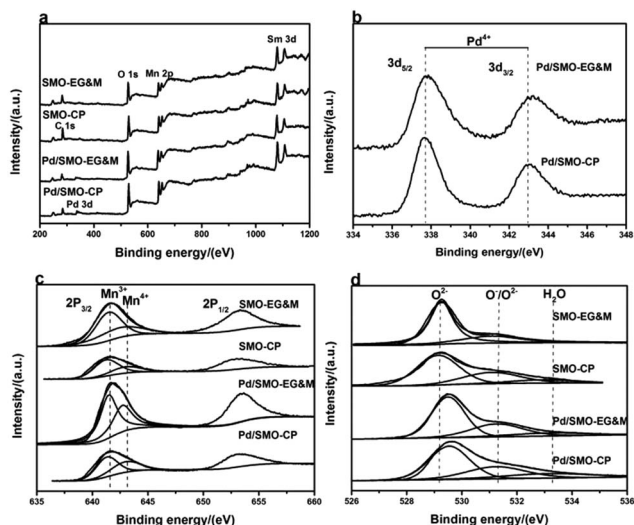 a
Sm 3d
O 1s Mn 2p
SMO-EG&M
SMO-CP
C 1s
Pd/SMO-EG&M
Pd/SMO-CP
Pd 3d
Intensity/(a.u.)
200 400 600 800 1000 1200
Binding energy/(eV)
b
Pd4+
3d5/2 3d3/2 Pd/SMO-EG&M
Pd/SMO-CP
Intensity/(a.u.)
334 336 338 340 342 344 346 348
Binding energy/(eV)
c
Mn3+
2P3/2 Mn4+ 2P1/2 SMO-EG&M
SMO-CP
Pd/SMO-EG&M
Pd/SMO-CP
Intensity/(a.u.)
635 640 645 650 655 660
Binding energy/(eV)
d
O2- O-/O2- H2O
SMO-EG&M
SMO-CP
Pd/SMO-EG&M
Pd/SMO-CP
Intensity/(a.u.)
526 528 530 532 534 536
Binding energy/(eV)